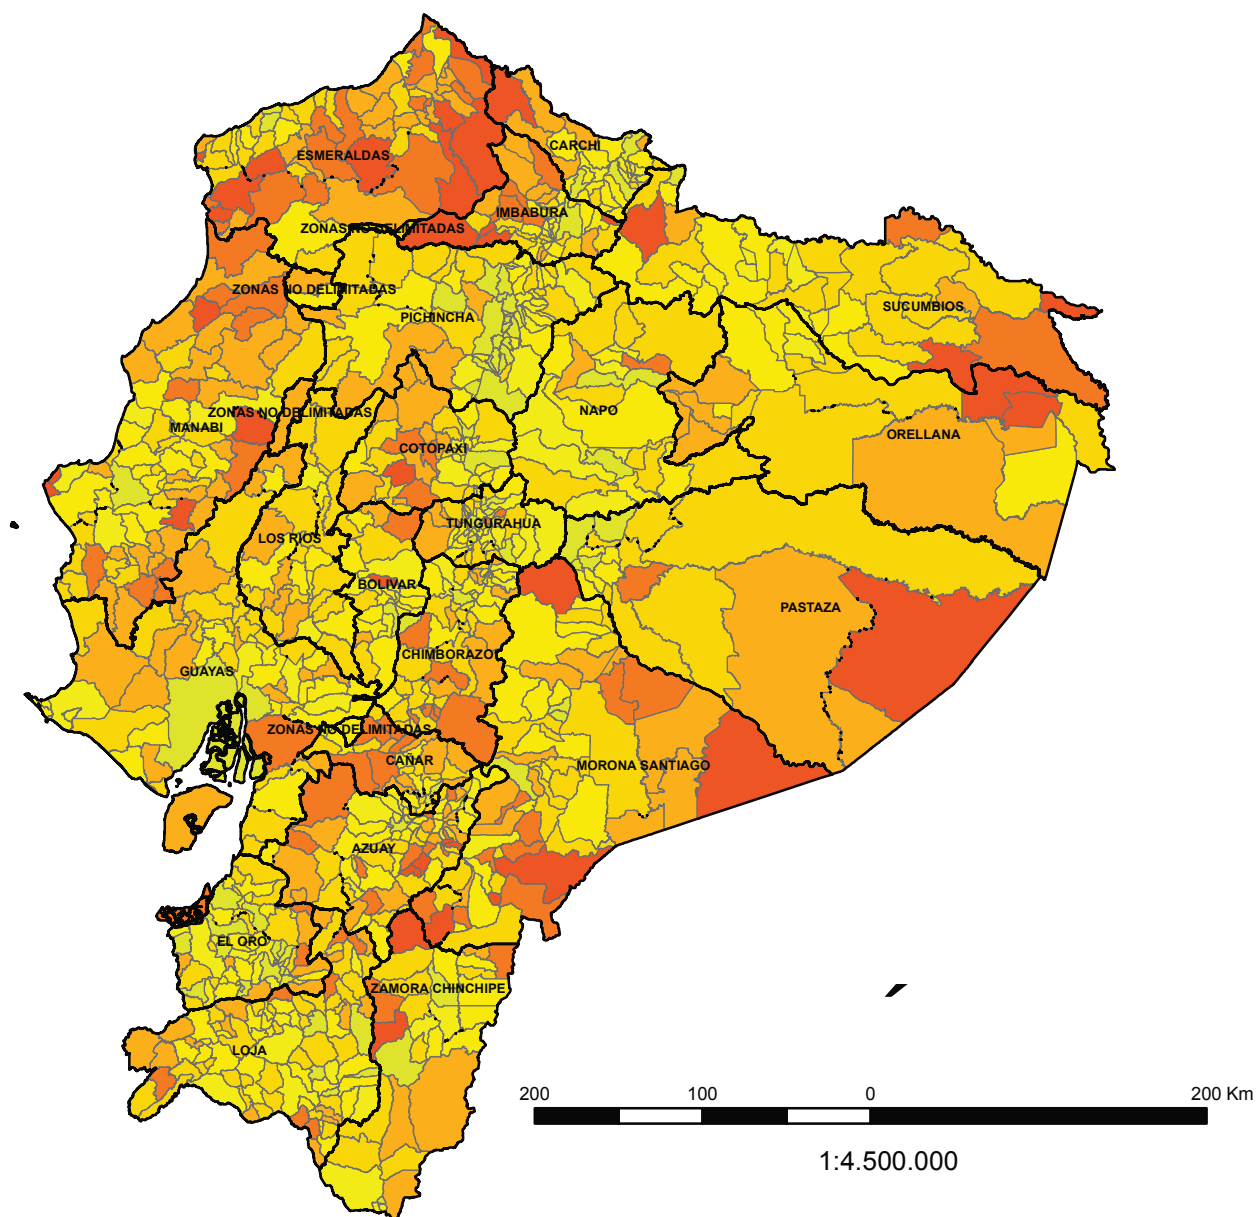 CARCHI
ESMERALDAS
IMBABURA
ZONAS NO DELIMITADAS
ZONAS NO DELIMITADAS
SUCUMBIOS
PICHINCHA
ZONAS NO DELIMITADAS
NAPO
MANABI
ORELLANA
COTOPAXI
TUNGURAHUA
LOS RIOS
BOLIVAR
PASTAZA
CHIMBORAZO
GUAYAS
ZONAS NO DELIMITADAS
CAÑAR
MORONA SANTIAGO
AZUAY
EL ORO
ZAMORA CHINCHIPE
LOJA
200 100 0 200 Km
1:4.500.000